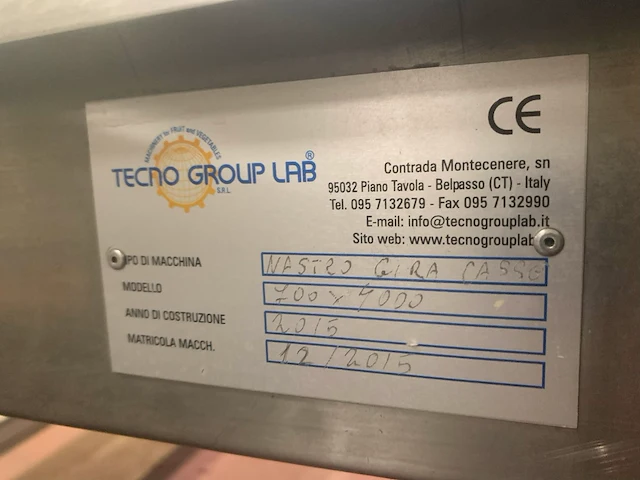 CE
MACHINERY for FRUIT and VEGETABLES
TECNO GROUP LAB®
S.R.L.
Contrada Montecenere, sn
95032 Piano Tavola - Belpasso (CT) - Italy
Tel. 095 7132679 - Fax 095 7132990
E-mail: info@tecnogrouplab.it
Sito web: www.tecnogrouplab
IPO DI MACCHINA NASTRO GIRA CASSE
MODELLO 700 x 4000
ANNO DI COSTRUZIONE 2015
MATRICOLA MACCH. 12/2015